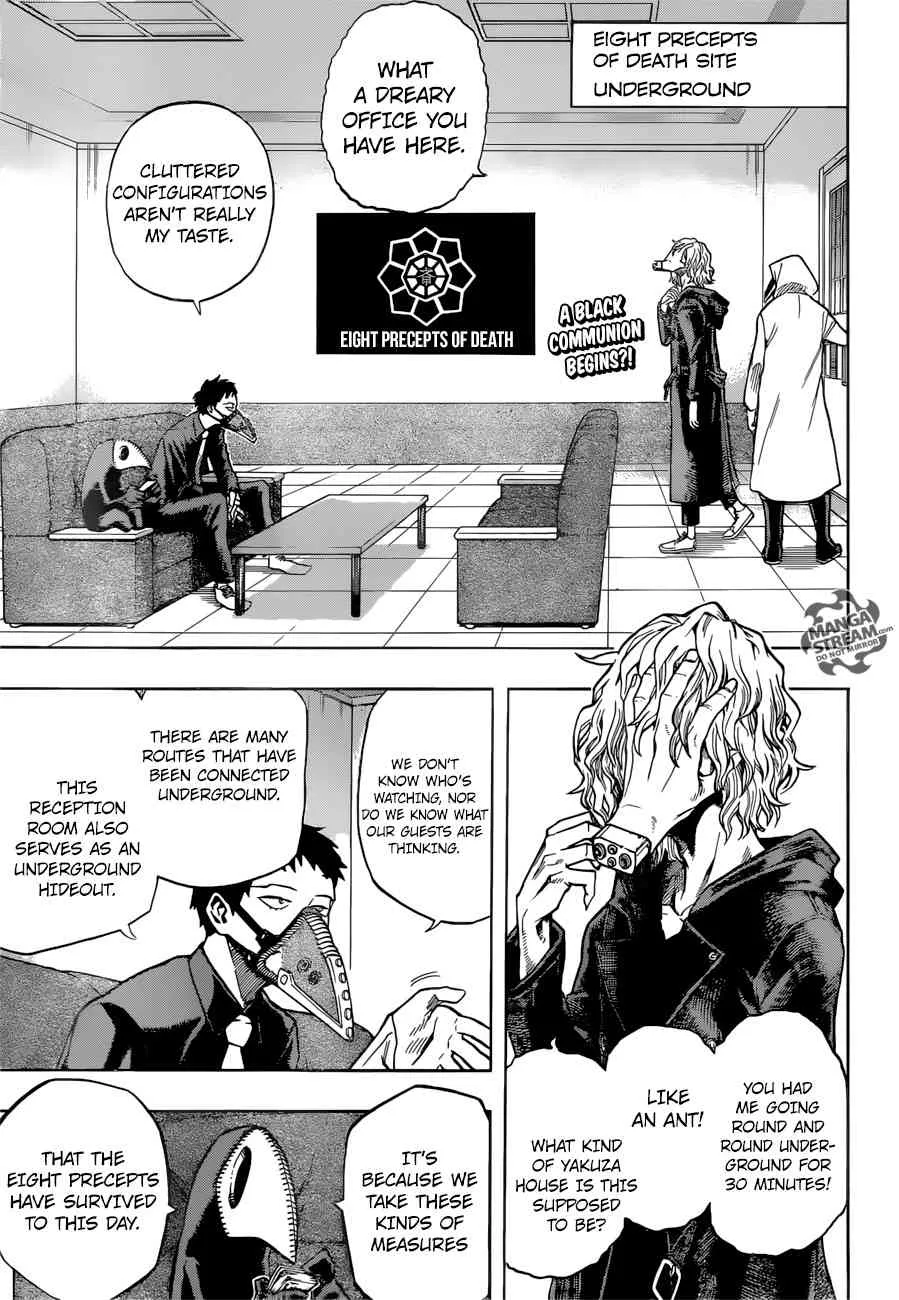 EIGHT PRECEPTS
OF DEATH SITE
UNDERGROUND
WHAT
A DREARY
OFFICE YOU
HAVE HERE.
CLUTTERED
CONFIGURATIONS
AREN'T REALLY
MY TASTE.
EIGHT PRECEPTS OF DEATH
A BLACK
COMMUNION
BEGINS?!
MANGA
STREAM.com
DO NOT MIRROR
YOU HAD
ME GOING
ROUND AND
ROUND UNDER-
GROUND FOR
30 MINUTES!
LIKE
AN ANT!
WHAT KIND
OF YAKUZA
HOUSE IS THIS
SUPPOSED
TO BE?
WE DON'T
KNOW WHO'S
WATCHING, NOR
DO WE KNOW WHAT
OUR GUESTS ARE
THINKING.
THERE ARE MANY
ROUTES THAT HAVE
BEEN CONNECTED
UNDERGROUND.
THIS
RECEPTION
ROOM ALSO
SERVES AS AN
UNDERGROUND
HIDEOUT.
IT'S
BECAUSE WE
TAKE THESE
KINDS OF
MEASURES
THAT THE
EIGHT PRECEPTS
HAVE SURVIVED
TO THIS DAY.